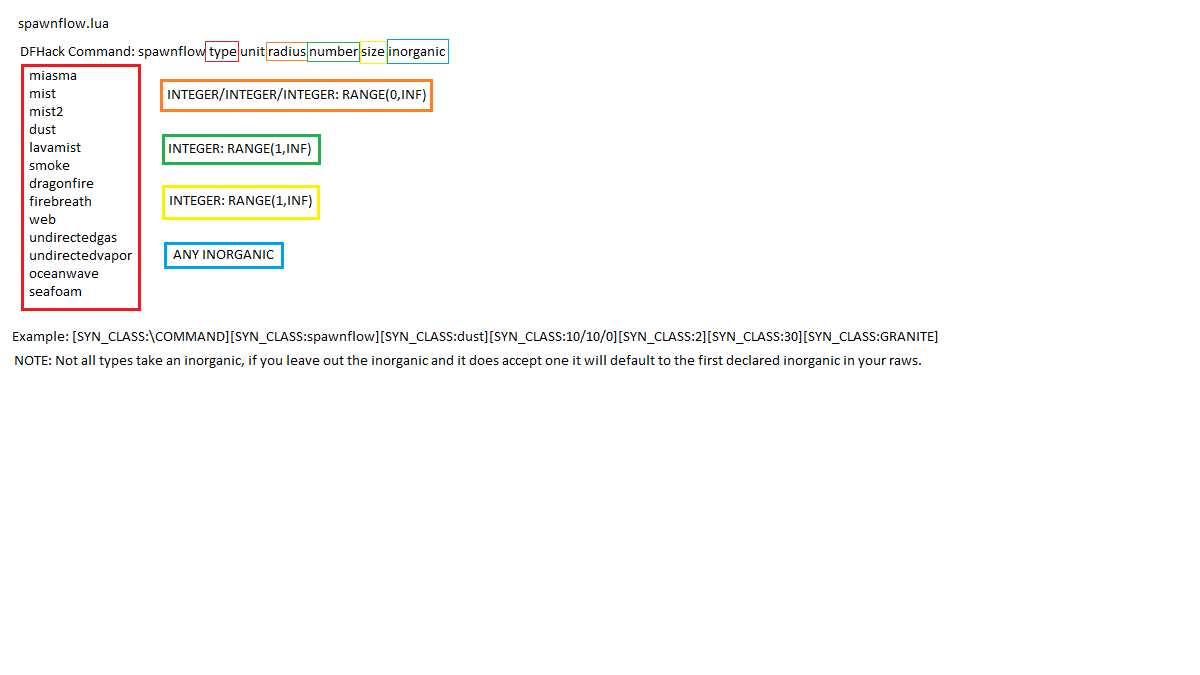 spawnflow.lua
DFHack Command: spawnflow type unit radius number size inorganic
miasma
mist
mist2
dust
lavamist
smoke
dragonfire
firebreath
web
undirectedgas
undirectedvapor
oceanwave
seafoam
INTEGER/INTEGER/INTEGER: RANGE(0,INF)
INTEGER: RANGE(1,INF)
INTEGER: RANGE(1,INF)
ANY INORGANIC
Example: [SYN_CLASS:\COMMAND][SYN_CLASS:spawnflow][SYN_CLASS:dust][SYN_CLASS:10/10/0][SYN_CLASS:2][SYN_CLASS:30][SYN_CLASS:GRANITE]
NOTE: Not all types take an inorganic, if you leave out the inorganic and it does accept one it will default to the first declared inorganic in your raws.